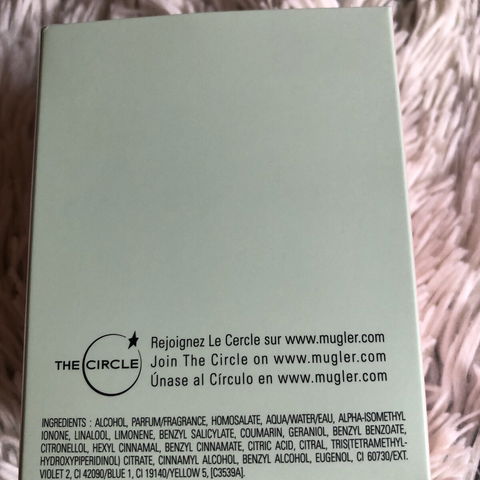 THE CIRCLE
Rejoignez Le Cercle sur www.mugler.com
Join The Circle on www.mugler.com
Únase al Círculo en www.mugler.com
INGREDIENTS : ALCOHOL, PARFUM/FRAGRANCE, HOMOSALATE, AQUA/WATER/EAU, ALPHA-ISOMETHYL
IONONE, LINALOOL, LIMONENE, BENZYL SALICYLATE, COUMARIN, GERANIOL, BENZYL BENZOATE,
CITRONELLOL, HEXYL CINNAMAL, BENZYL CINNAMATE, CITRIC ACID, CITRAL, TRIS(TETRAMETHYL-
HYDROXYPIPERIDINOL) CITRATE, CINNAMYL ALCOHOL, BENZYL ALCOHOL, EUGENOL, CI 60730/EXT.
VIOLET 2, CI 42090/BLUE 1, CI 19140/YELLOW 5, [C3539A].